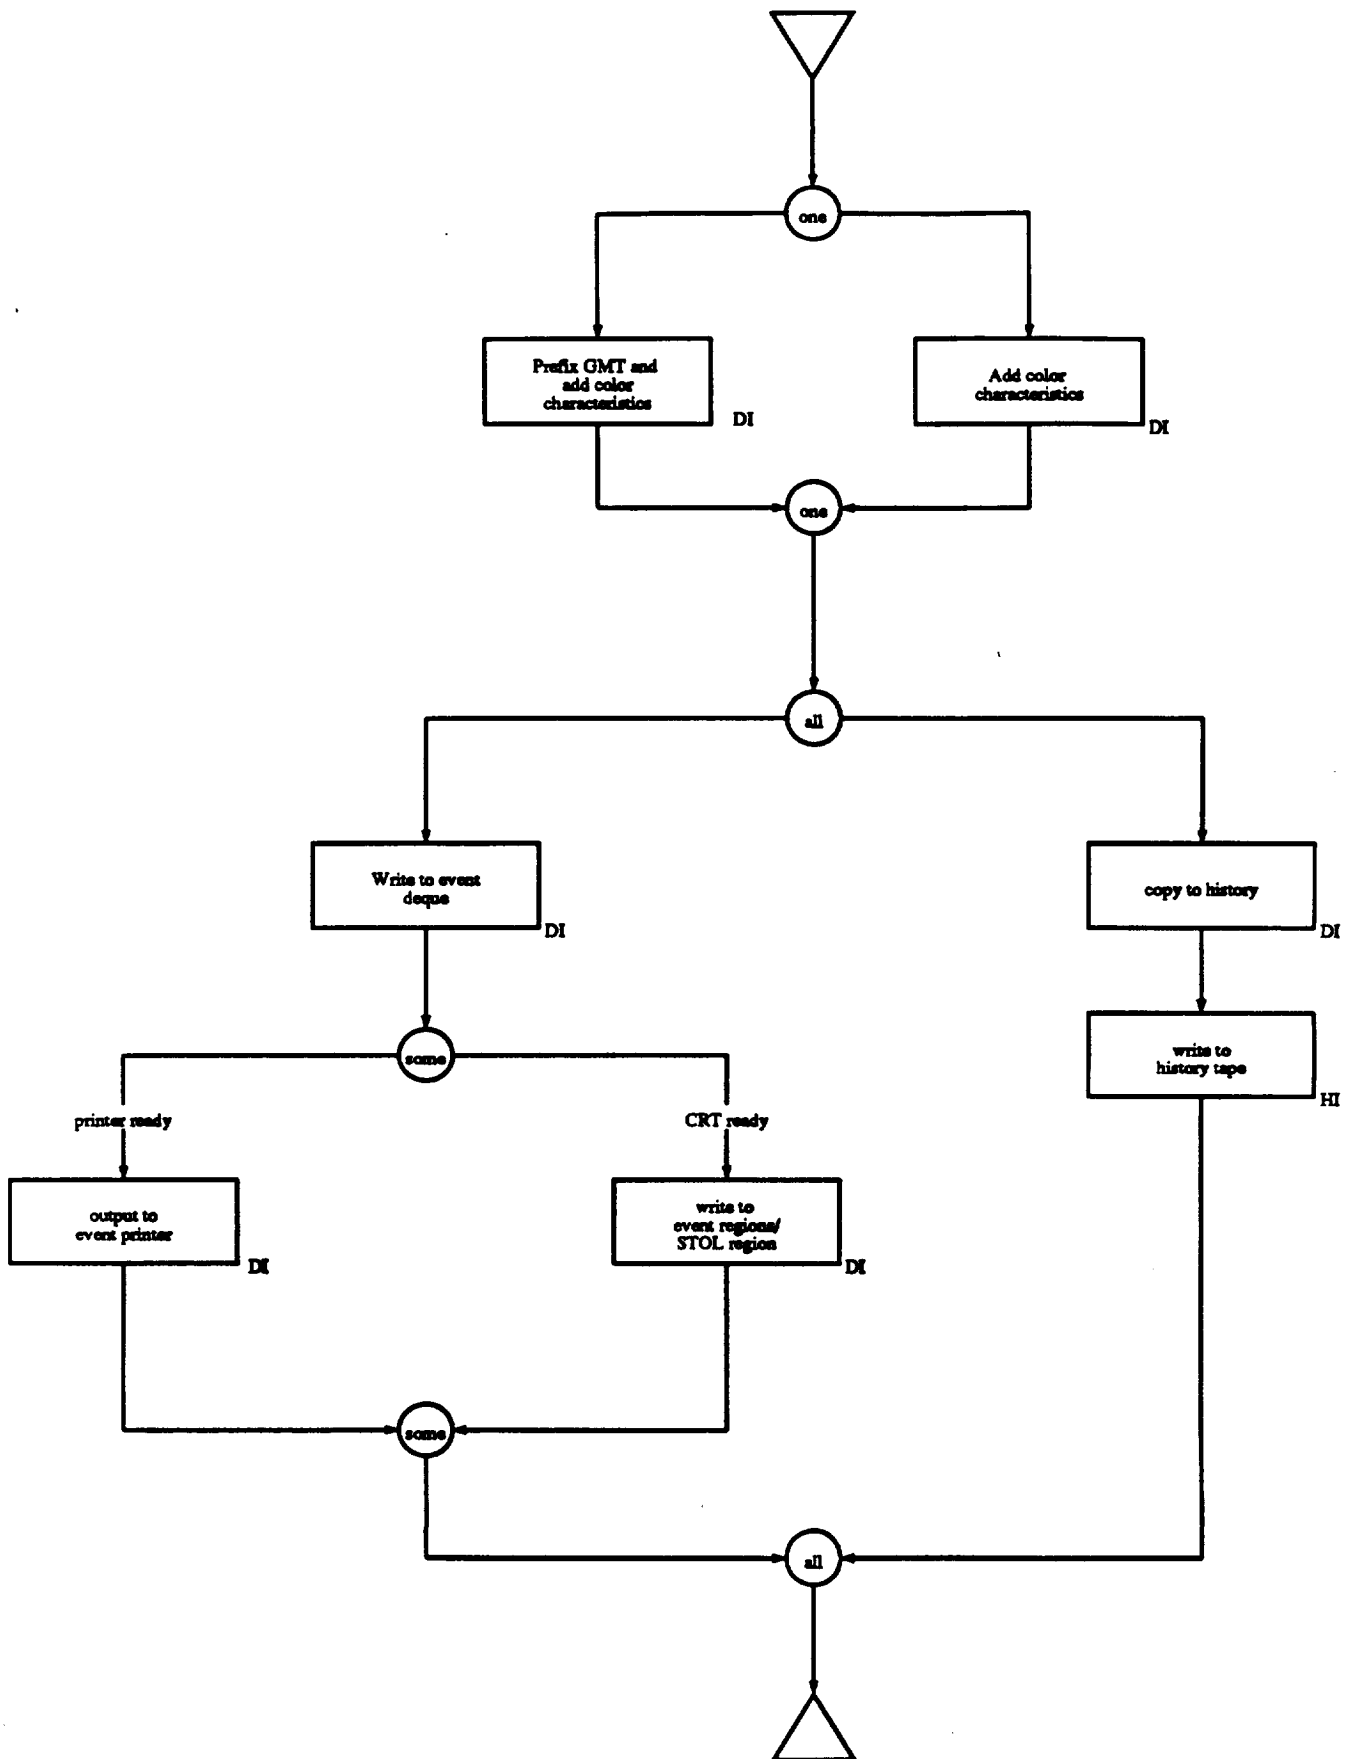 one
Prefix GMT and
add color
characteristics
DI
Add color
characteristics
DI
one
all
Write to event
deque
DI
copy to history
DI
some
write to
history tape
HI
printer ready
CRT ready
output to
event printer
DI
write to
event regions/
STOL region
DI
some
all